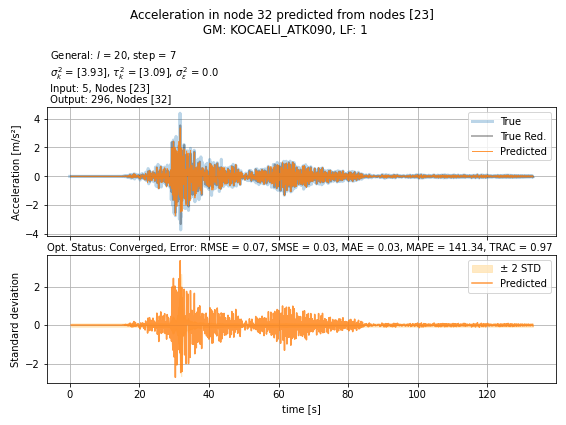 Acceleration in node 32 predicted from nodes [23]
GM: KOCAELI_ATK090, LF: 1
General: l = 20, step = 7
σ²ₖ = [3.93], τ²ₖ = [3.09], σ²ε = 0.0
Input: 5, Nodes [23]
Output: 296, Nodes [32]
Acceleration [m/s²]
4
2
0
−2
−4
True
True Red.
Predicted
Opt. Status: Converged, Error: RMSE = 0.07, SMSE = 0.03, MAE = 0.03, MAPE = 141.34, TRAC = 0.97
Standard deviation
2
0
−2
± 2 STD
Predicted
0 20 40 60 80 100 120
time [s]